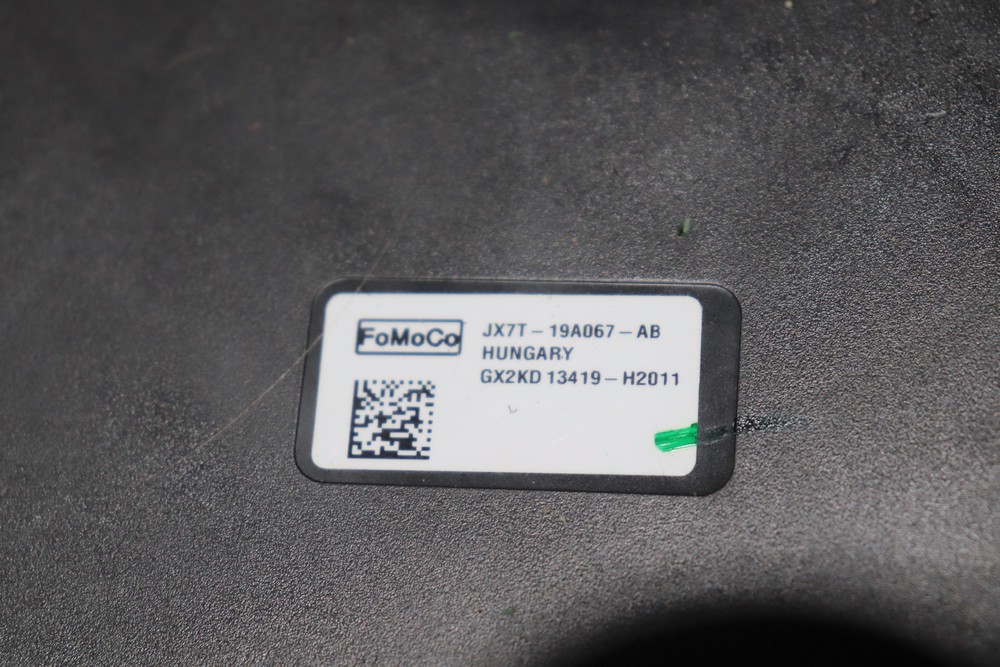 FoMoCo
JX7T-19A067-AB
HUNGARY
GX2KD 13419-H2011